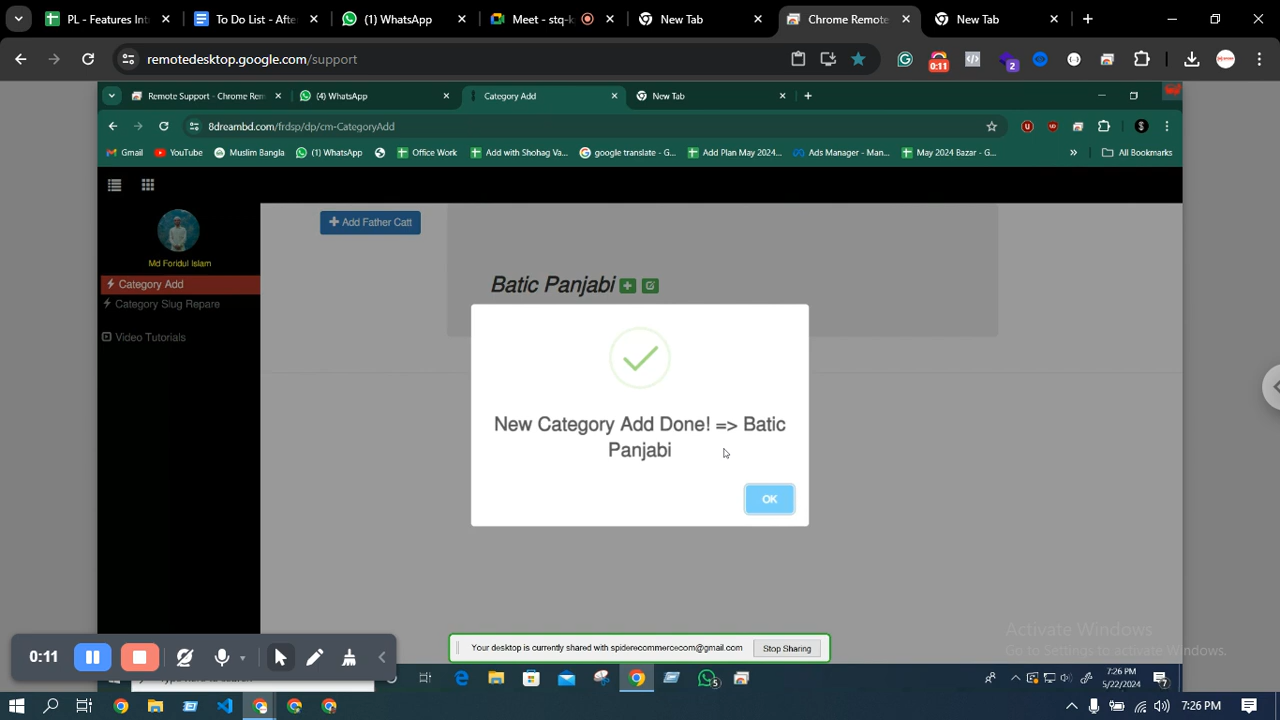 PL - Features Int
To Do List - Afte
(1) WhatsApp
Meet - stq-k
New Tab
Chrome Remote
New Tab
remotedesktop.google.com/support
0:11
2
Remote Support - Chrome Rem
(4) WhatsApp
Category Add
New Tab
8dreambd.com/frdsp/dp/cm-CategoryAdd
Gmail
YouTube
Muslim Bangla
(1) WhatsApp
Office Work
Add with Shohag Va...
google translate - G...
Add Plan May 2024...
Ads Manager - Man...
May 2024 Bazar - G...
»
All Bookmarks
Add Father Catt
Md Foridul Islam
Batic Panjabi
Category Add
Category Slug Repare
Video Tutorials
New Category Add Done! => Batic
Panjabi
OK
Activate Windows
Go to Settings to activate Windows.
0:11
Your desktop is currently shared with spiderecommercecom@gmail.com
Stop Sharing
5
7:26 PM
5/22/2024
7:26 PM